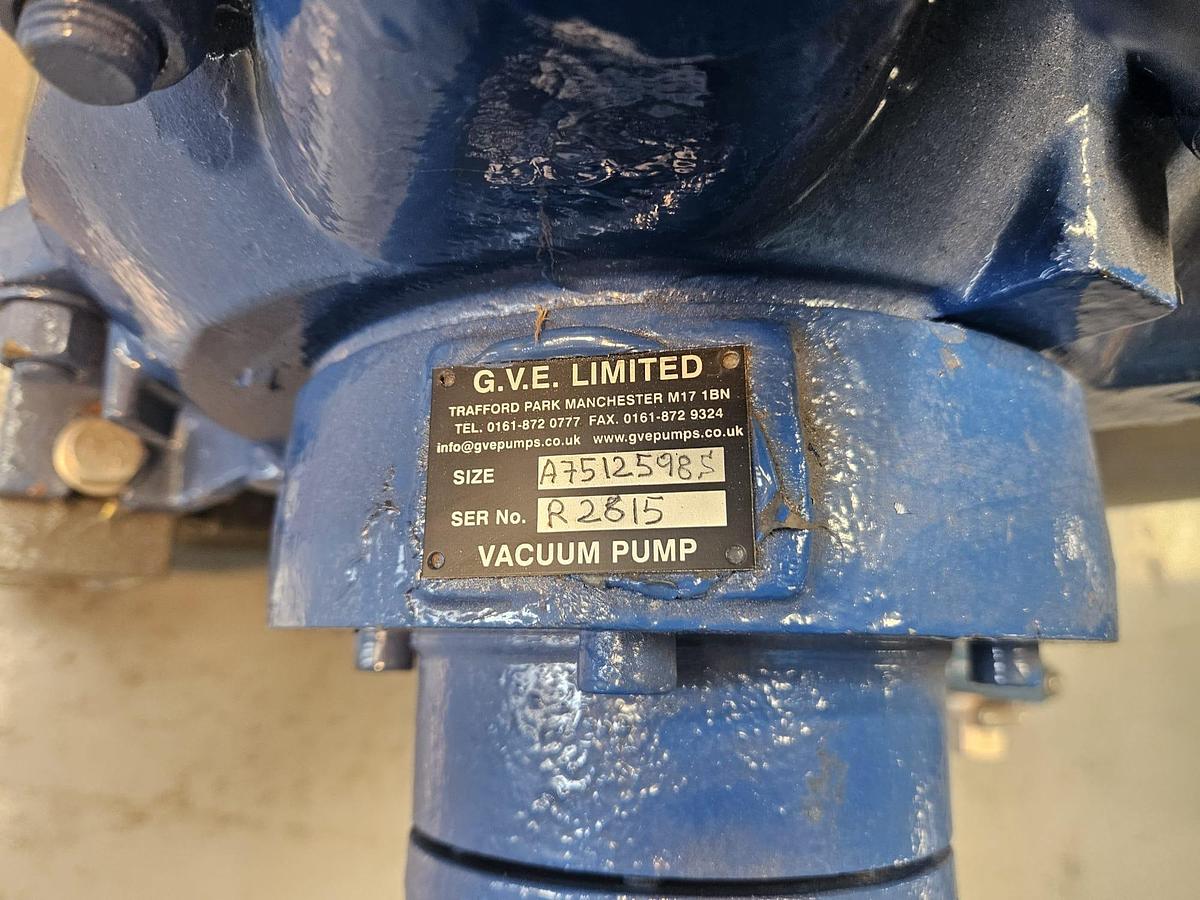 G.V.E. LIMITED
TRAFFORD PARK MANCHESTER M17 1BN
TEL. 0161-872 0777 FAX. 0161-872 9324
info@gvepumps.co.uk www.gvepumps.co.uk
SIZE A7512598S
SER No. R2815
VACUUM PUMP